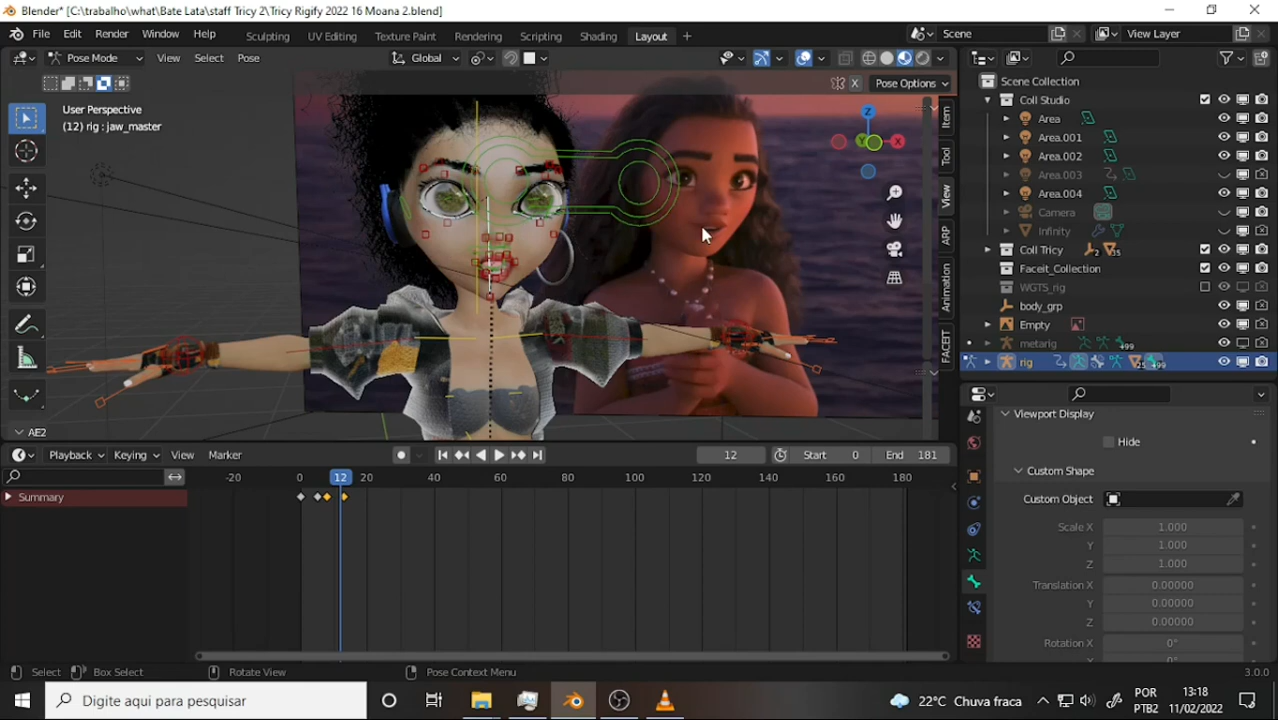 Blender* [C:\trabalho\what\Bate Lata\staff Tricy 2\Tricy Rigify 2022 16 Moana 2.blend]
File Edit Render Window Help Sculpting UV Editing Texture Paint Rendering Scripting Shading Layout + Scene View Layer
Pose Mode View Select Pose Global
X Pose Options
User Perspective
(12) rig : jaw_master
Z
Y X
Item
Tool
View
ARP
Animation
FACEIT
AE2
Scene Collection
Coll Studio
Area
Area.001
Area.002
Area.003
Area.004
Camera
Infinity
Coll Tricy 2 35
Faceit_Collection
WGTS_rig
body_grp
Empty
metarig +99
rig 25 +99
Viewport Display
Hide
Custom Shape
Custom Object
Scale X 1.000
Y 1.000
Z 1.000
Translation X 0.00000
Y 0.00000
Z 0.00000
Rotation X 0°
Playback Keying View Marker 12 Start 0 End 181
-20 0 12 20 40 60 80 100 120 140 160 180
Summary
Select Box Select Rotate View Pose Context Menu 3.0.0
Digite aqui para pesquisar
22°C Chuva fraca
POR
PTB2
13:18
11/02/2022